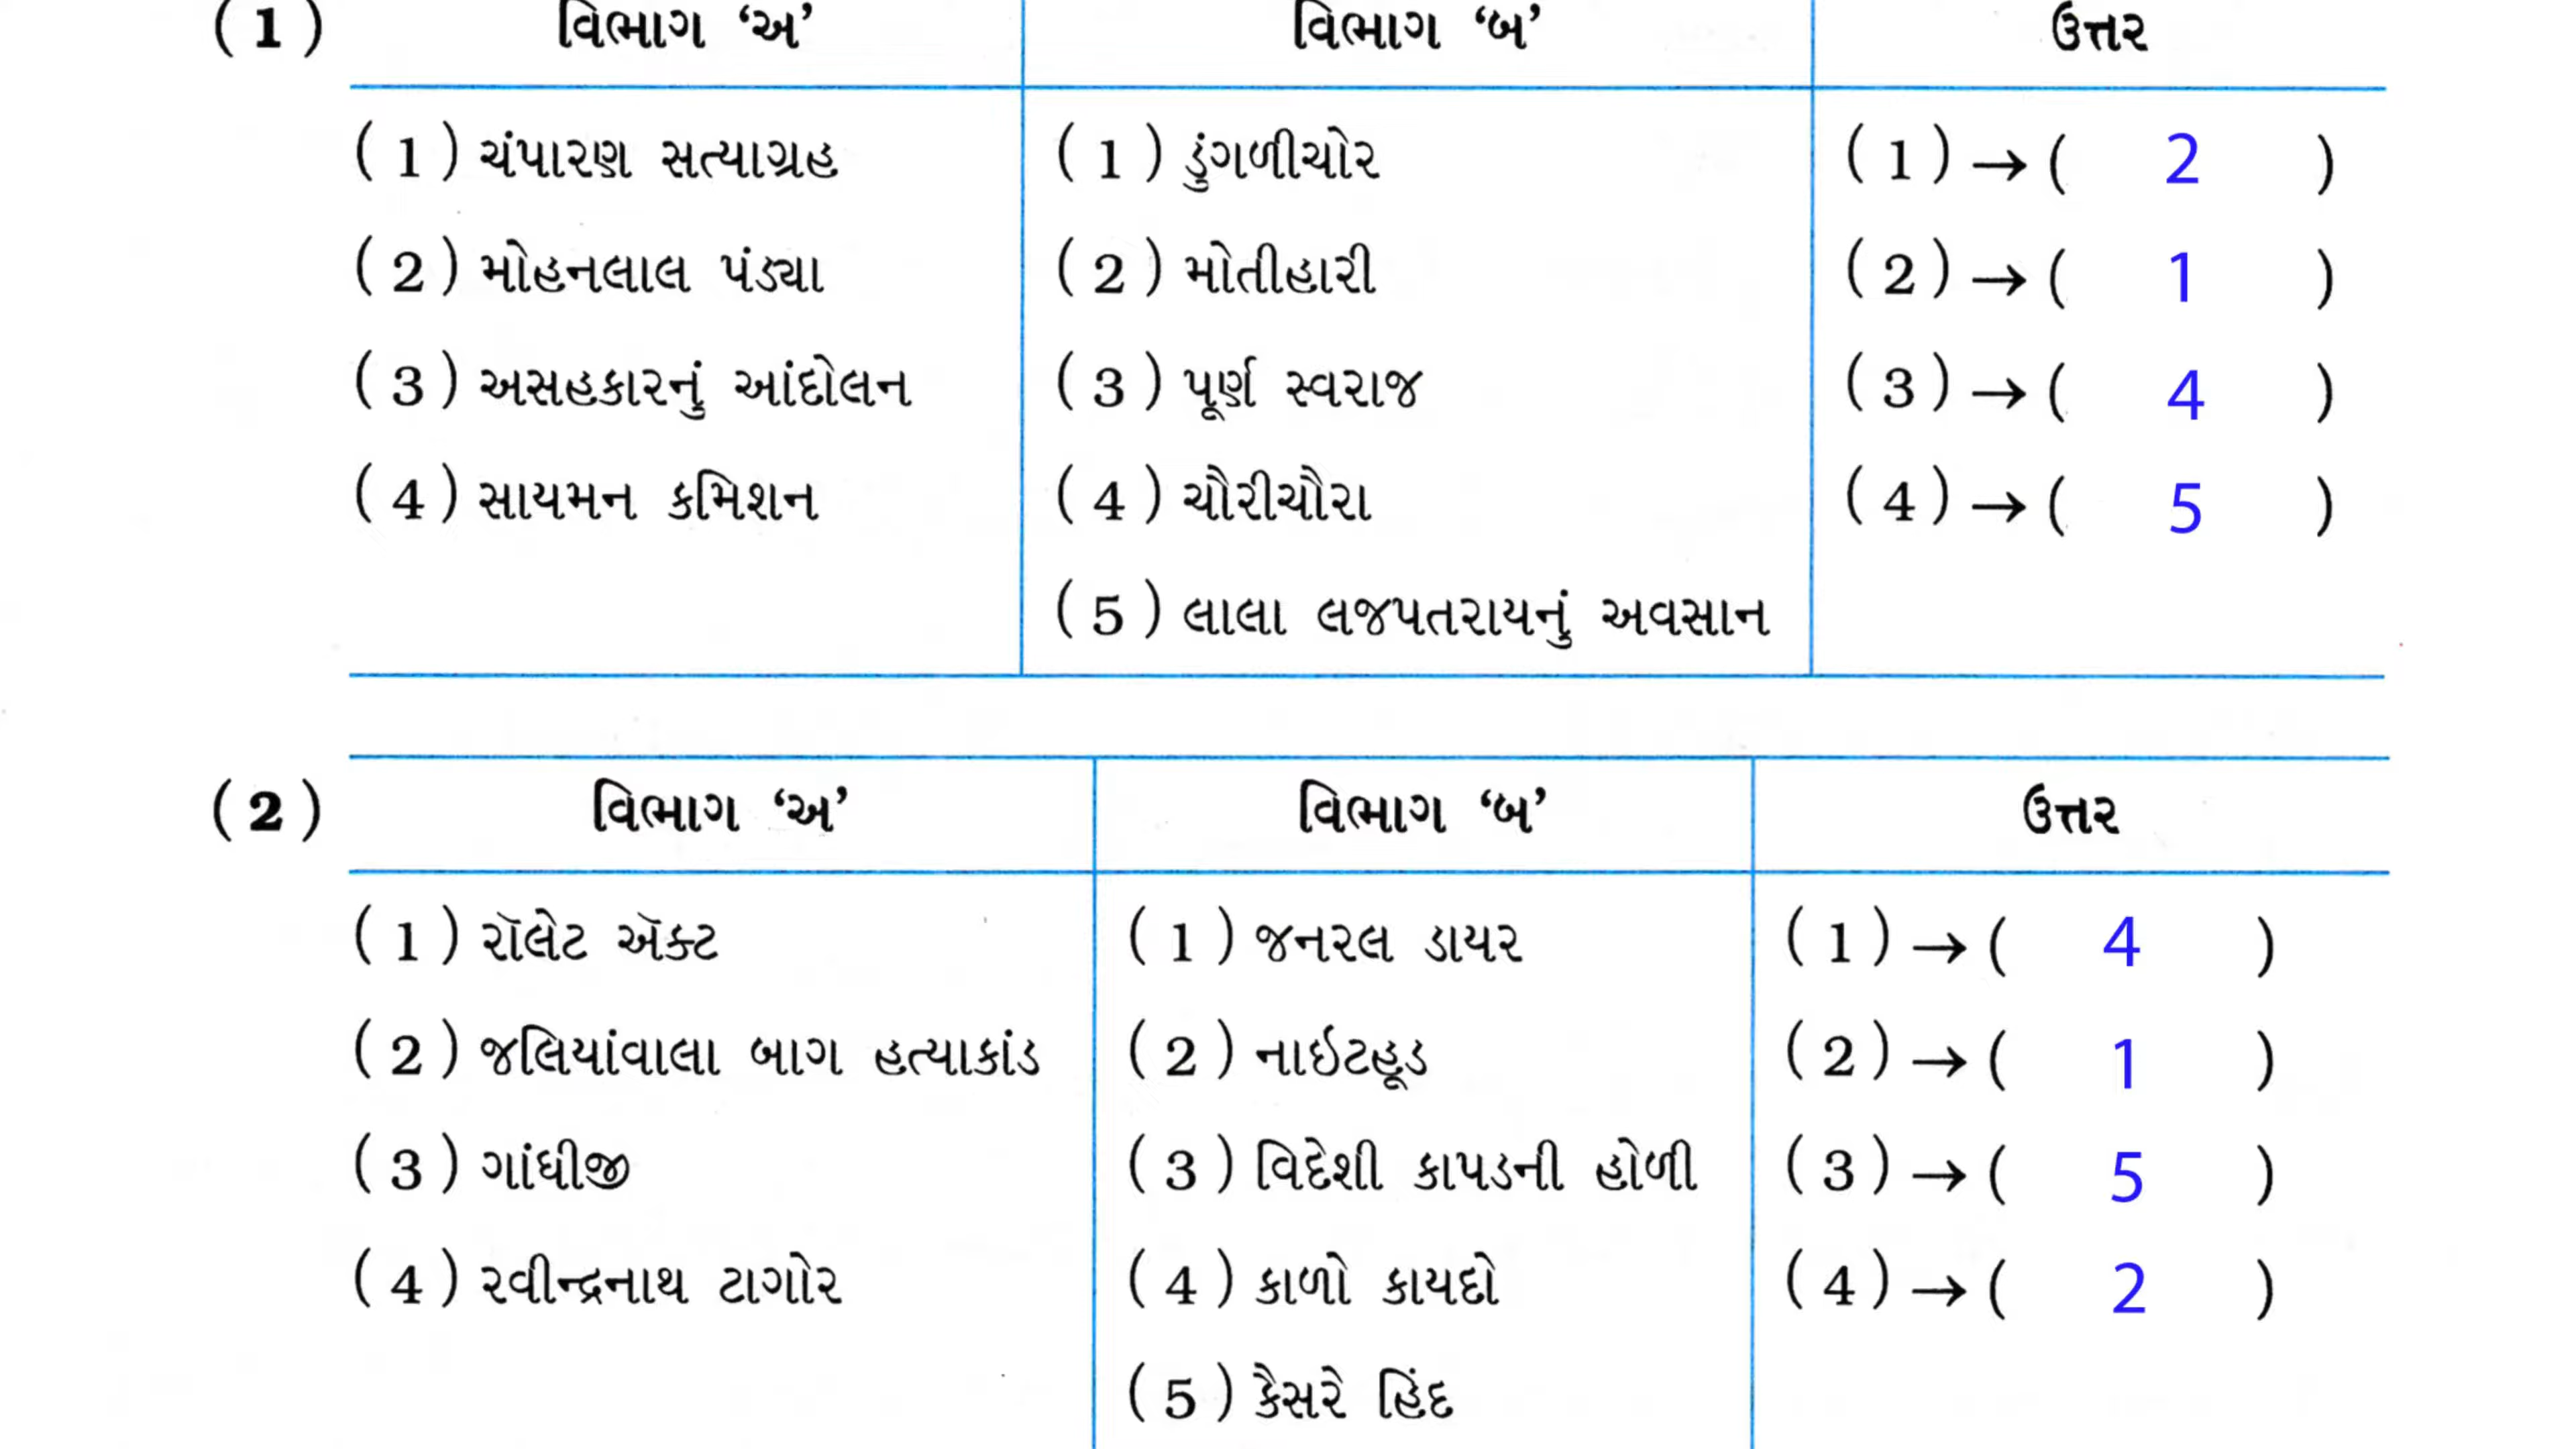 (1) વિભાગ ‘અ’ વિભાગ ‘બ’ ઉત્તર
(1) ચંપારણ સત્યાગ્રહ (1) ડુંગળીચોર (1) → ( 2 )
(2) મોહનલાલ પંડ્યા (2) મોતીહારી (2) → ( 1 )
(3) અસહકારનું આંદોલન (3) પૂર્ણ સ્વરાજ (3) → ( 4 )
(4) સાયમન કમિશન (4) ચૌરીચૌરા (4) → ( 5 )
(5) લાલા લજપતરાયનું અવસાન
(2) વિભાગ ‘અ’ વિભાગ ‘બ’ ઉત્તર
(1) રૉલેટ ઍક્ટ (1) જનરલ ડાયર (1) → ( 4 )
(2) જલિયાંવાલા બાગ હત્યાકાંડ (2) નાઇટહૂડ (2) → ( 1 )
(3) ગાંધીજી (3) વિદેશી કાપડની હોળી (3) → ( 5 )
(4) રવીન્દ્રનાથ ટાગોર (4) કાળો કાયદો (4) → ( 2 )
(5) કૈસરે હિંદ